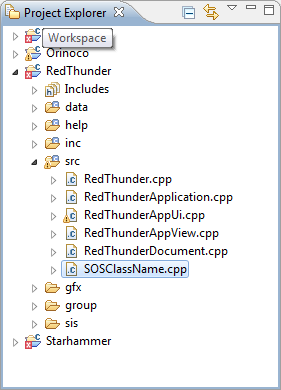 Project Explorer
Workspace
Orinoco
RedThunder
Includes
data
help
inc
src
RedThunder.cpp
RedThunderApplication.cpp
RedThunderAppUi.cpp
RedThunderAppView.cpp
RedThunderDocument.cpp
SOSClassName.cpp
gfx
group
sis
Starhammer